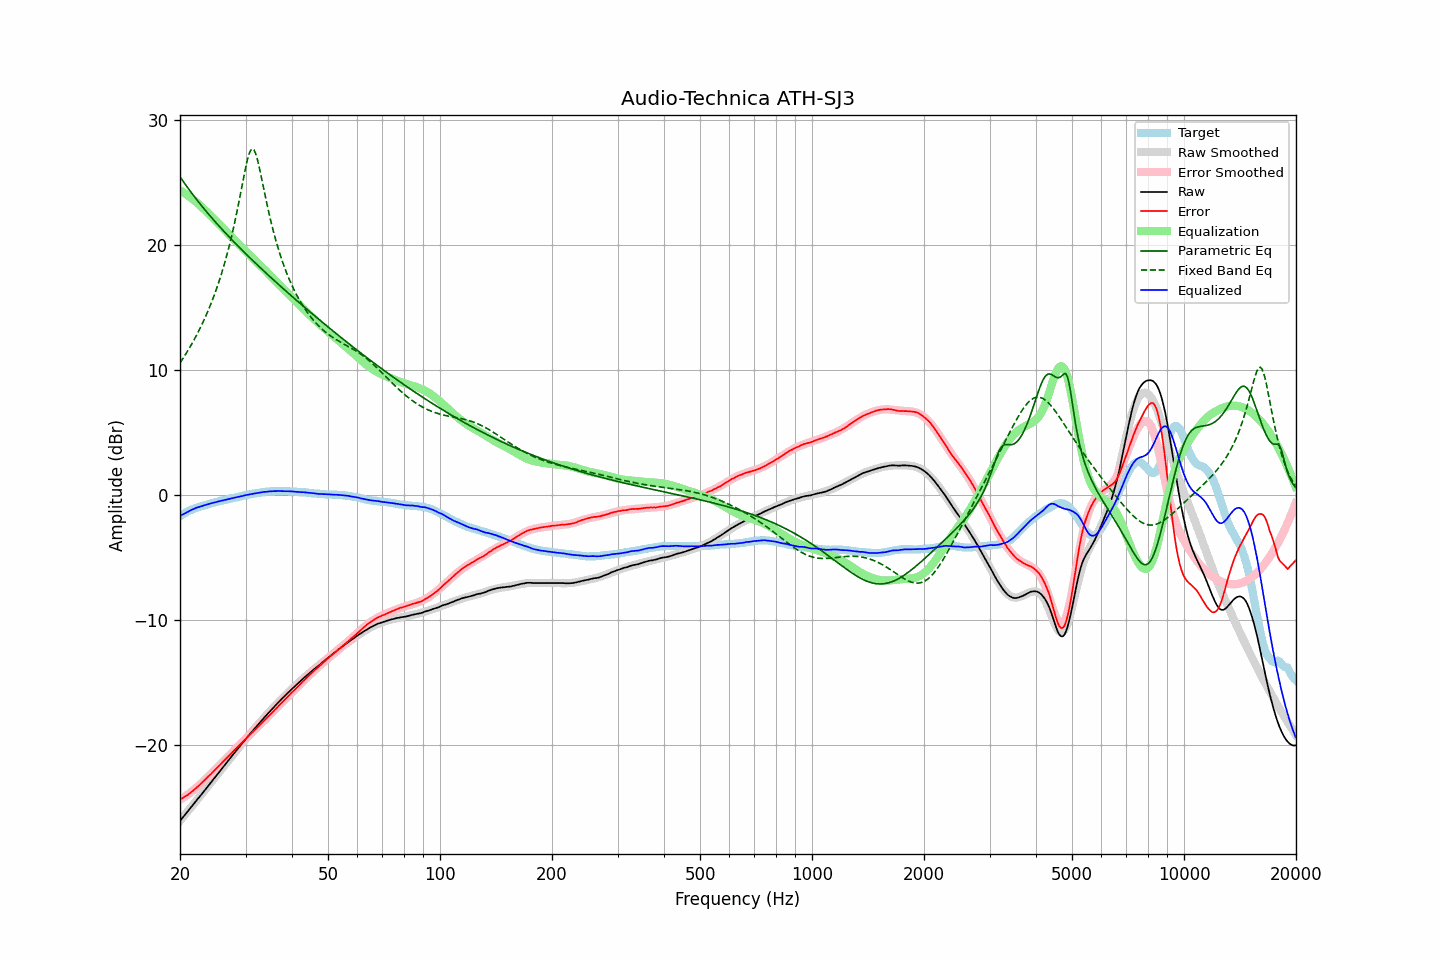 Audio-Technica ATH-SJ3
30
20
10
0
−10
−20
Amplitude (dBr)
Target
Raw Smoothed
Error Smoothed
Raw
Error
Equalization
Parametric Eq
Fixed Band Eq
Equalized
20
50
100
200
500
1000
2000
5000
10000
20000
Frequency (Hz)